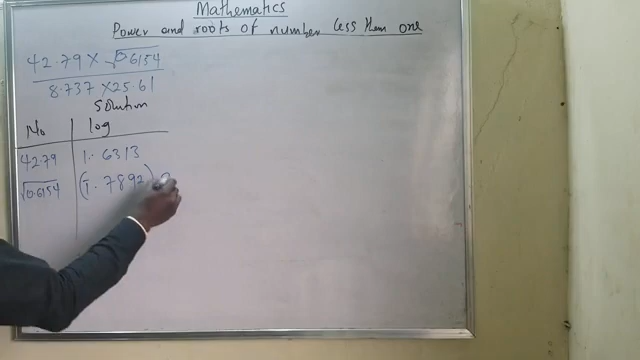 Mathematics
Power and roots of number less than one
42.79 × √0.6154
8.737 × 25.61
Solution
No log
42.79 1.6313
√0.6154 (1̄.7892)